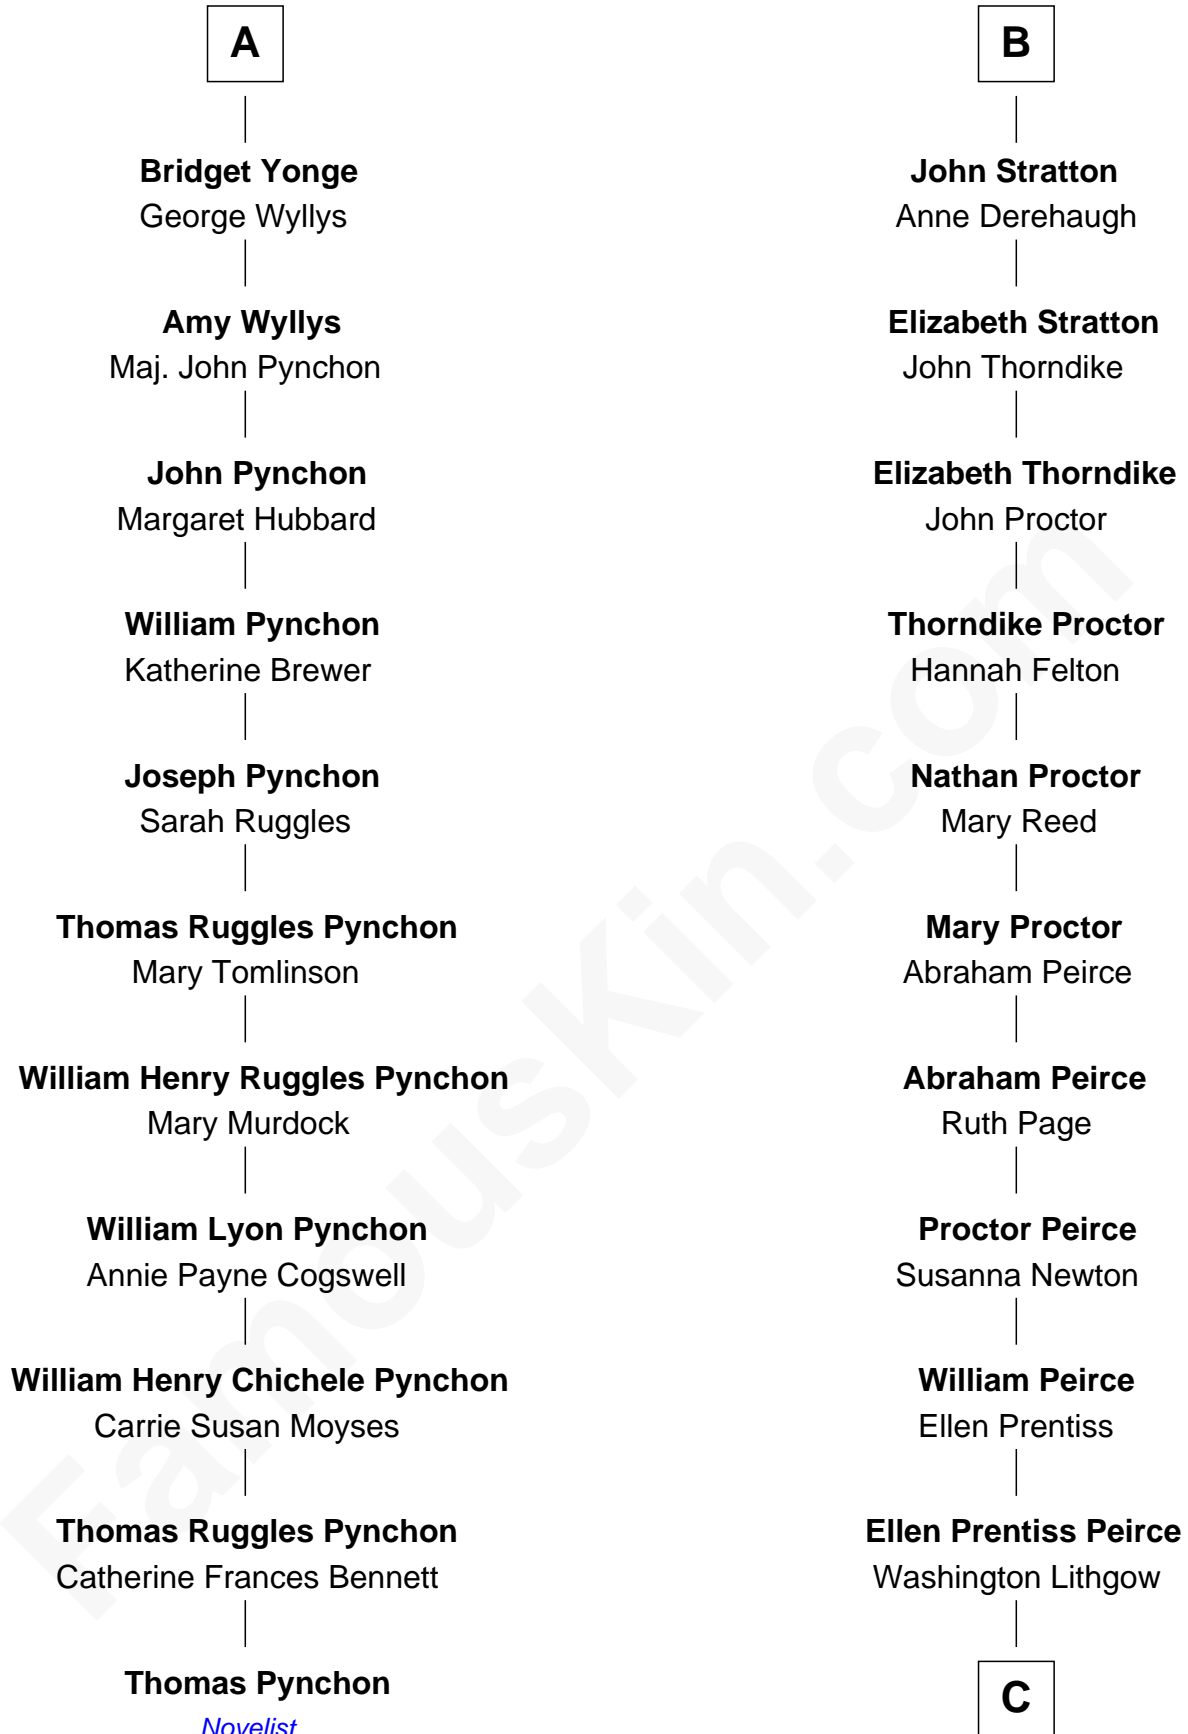 A
Bridget Yonge
George Wyllys
Amy Wyllys
Maj. John Pynchon
John Pynchon
Margaret Hubbard
William Pynchon
Katherine Brewer
Joseph Pynchon
Sarah Ruggles
Thomas Ruggles Pynchon
Mary Tomlinson
William Henry Ruggles Pynchon
Mary Murdock
William Lyon Pynchon
Annie Payne Cogswell
William Henry Chichele Pynchon
Carrie Susan Moyses
Thomas Ruggles Pynchon
Catherine Frances Bennett
Thomas Pynchon
Novelist
B
John Stratton
Anne Derehaugh
Elizabeth Stratton
John Thorndike
Elizabeth Thorndike
John Proctor
Thorndike Proctor
Hannah Felton
Nathan Proctor
Mary Reed
Mary Proctor
Abraham Peirce
Abraham Peirce
Ruth Page
Proctor Peirce
Susanna Newton
William Peirce
Ellen Prentiss
Ellen Prentiss Peirce
Washington Lithgow
C
FamousKin.com